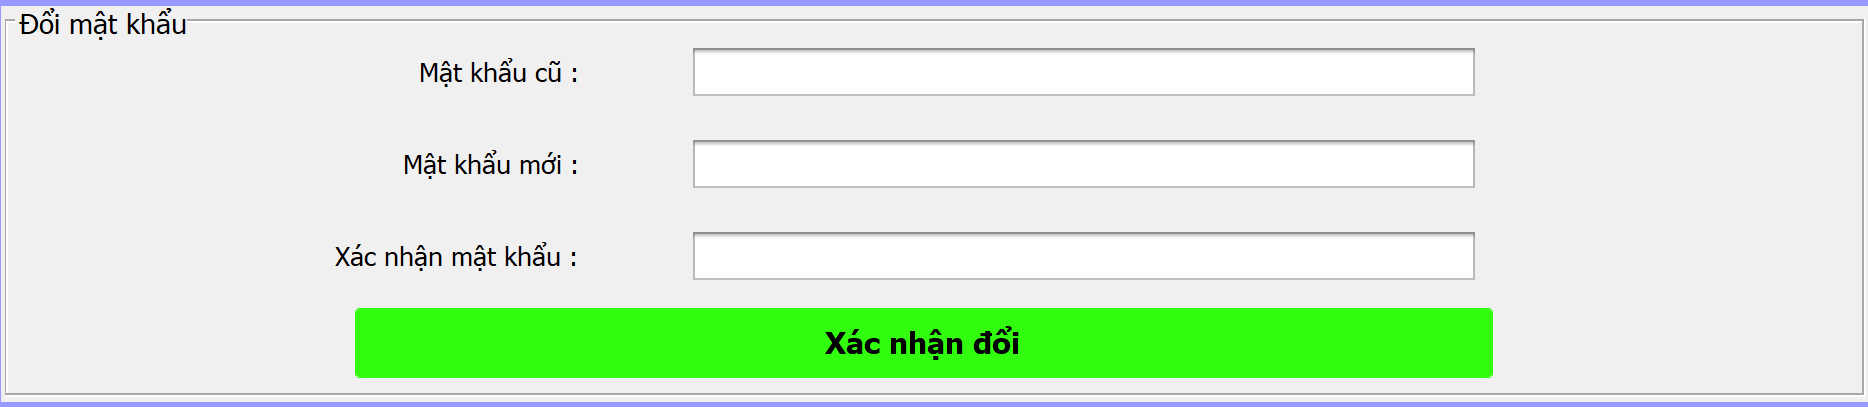 Đổi mật khẩu
Mật khẩu cũ :
Mật khẩu mới :
Xác nhận mật khẩu :
Xác nhận đổi